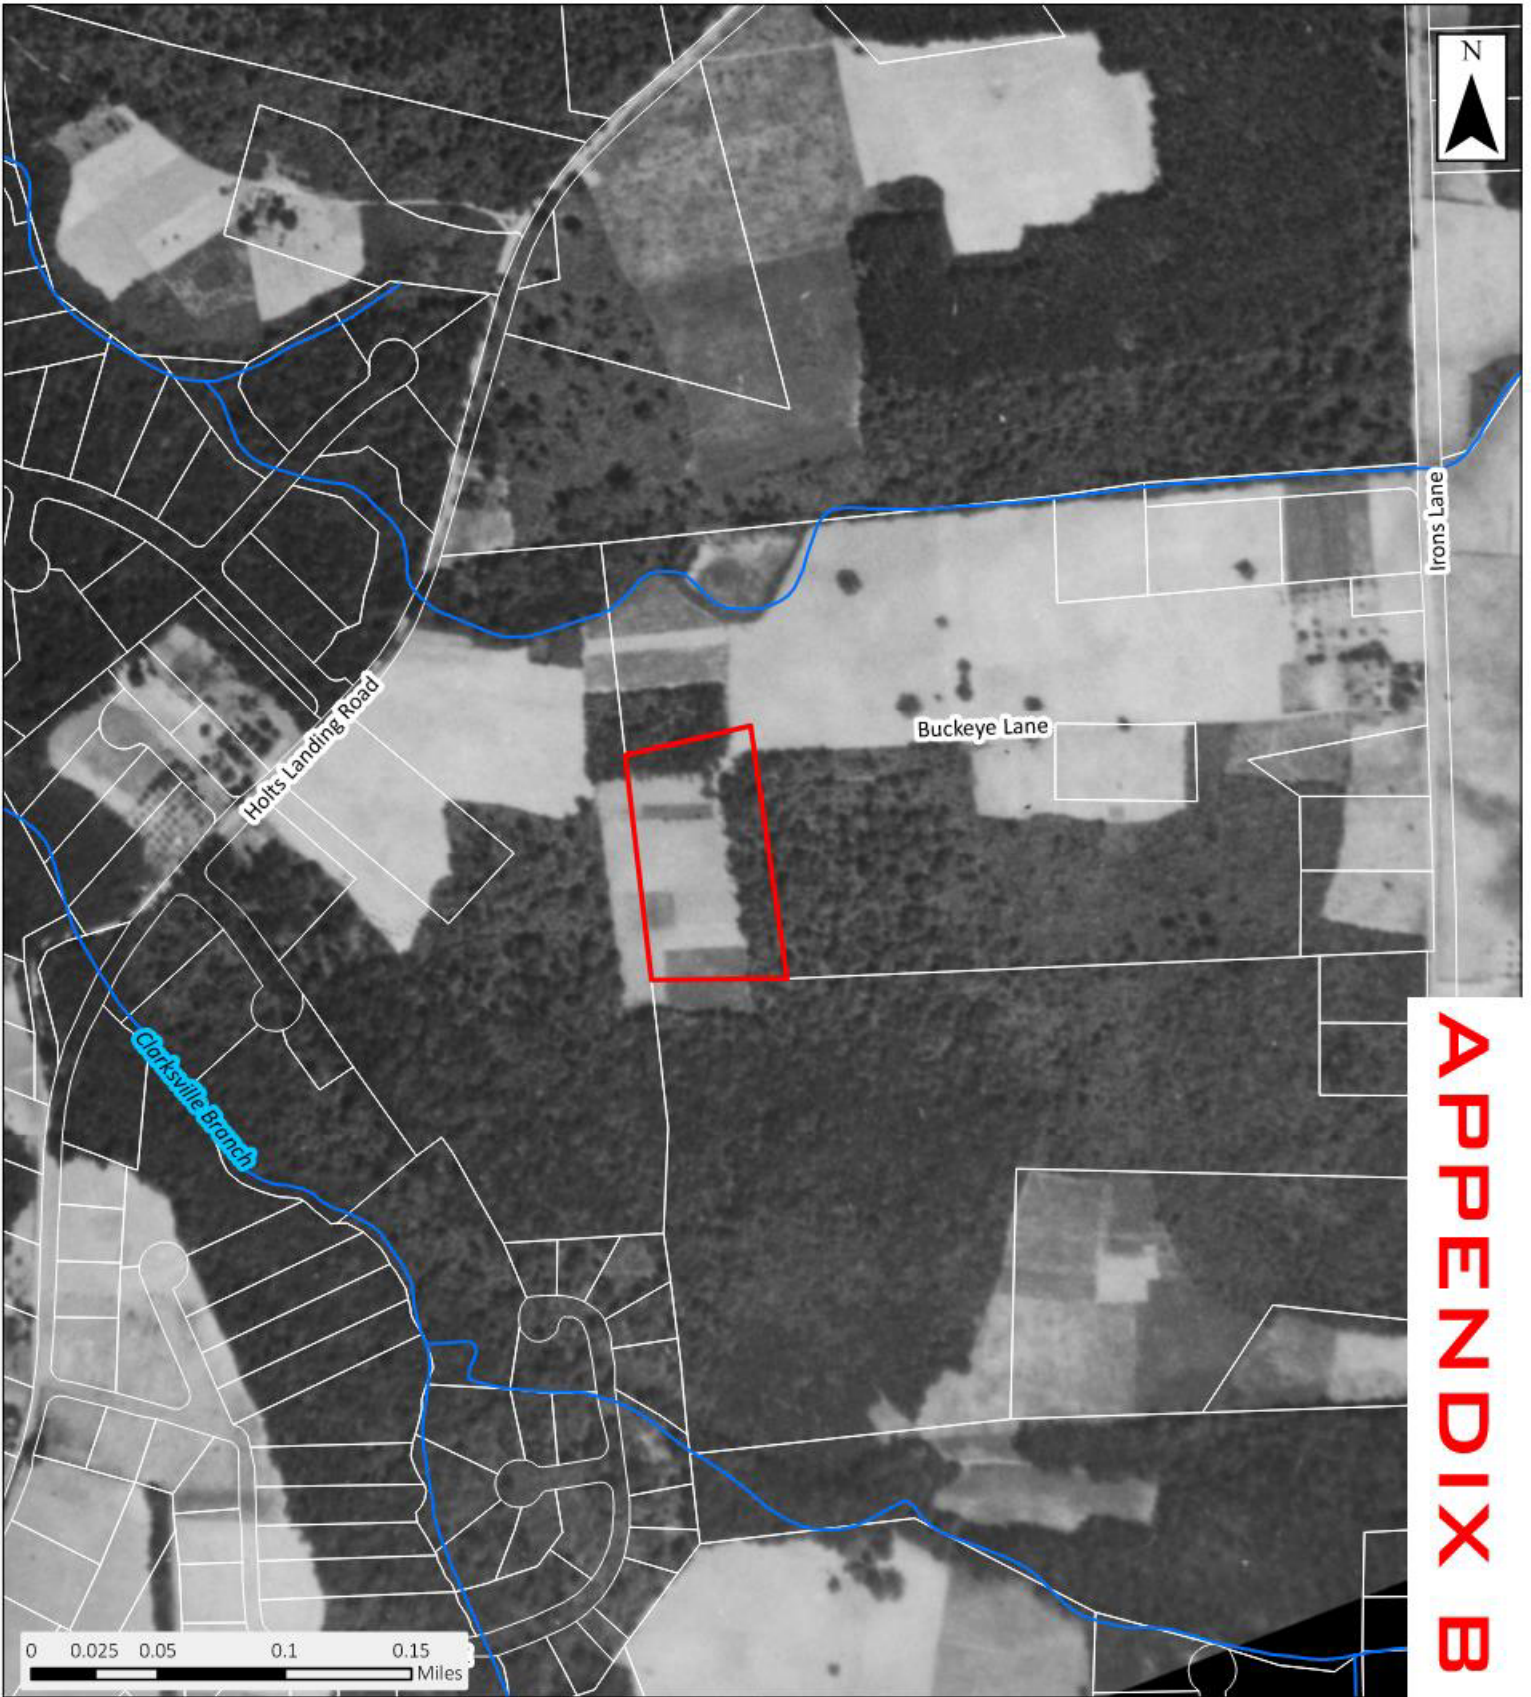 N
Irons Lane
Buckeye Lane
Holts Landing Road
Clarksville Branch
APPENDIX B
0 0.025 0.05 0.1 0.15
Miles